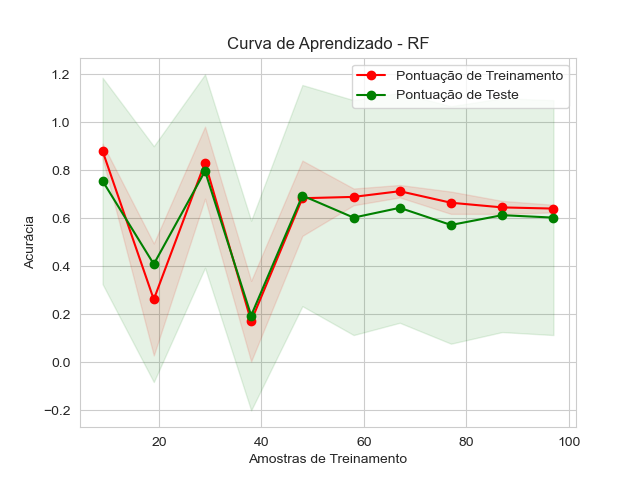 Curva de Aprendizado - RF
Pontuação de Treinamento
Pontuação de Teste
1.2
1.0
0.8
0.6
0.4
0.2
0.0
−0.2
Acurácia
20
40
60
80
100
Amostras de Treinamento